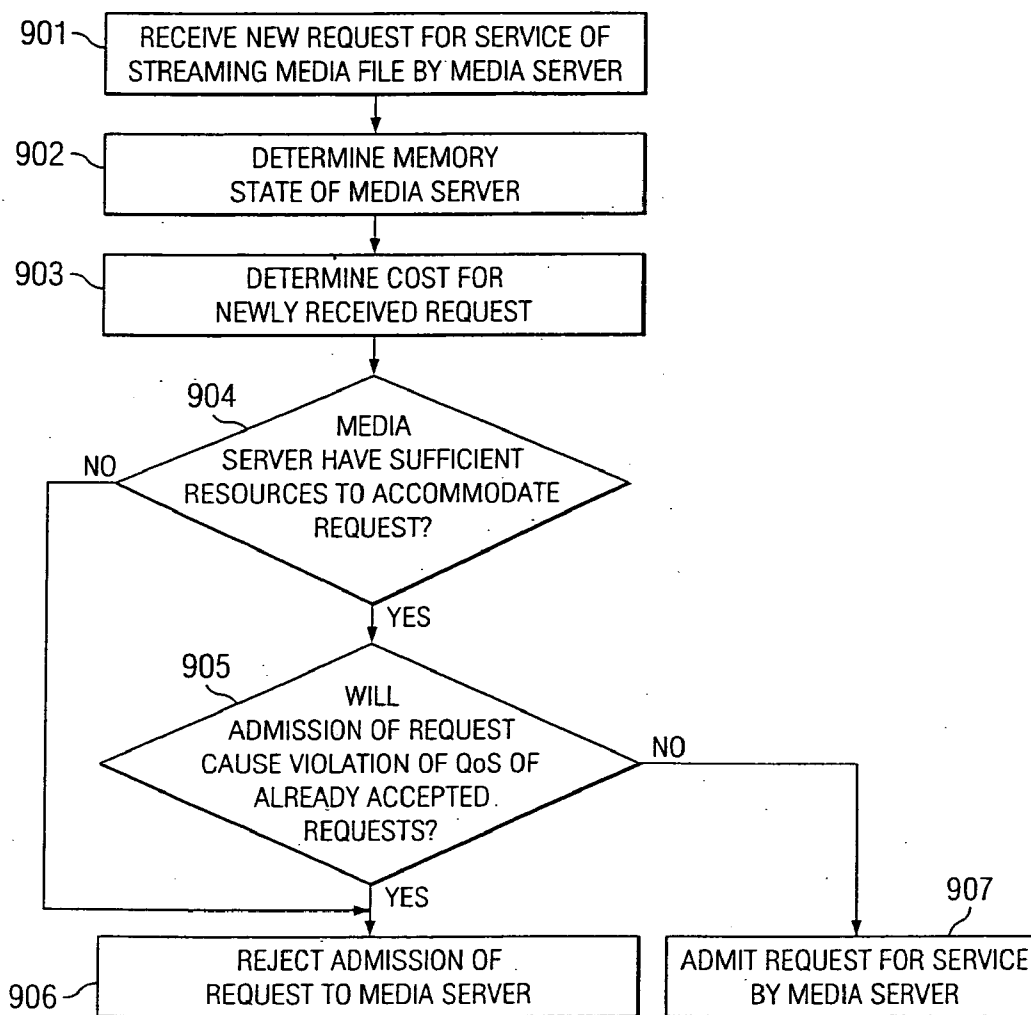 901
RECEIVE NEW REQUEST FOR SERVICE OF
STREAMING MEDIA FILE BY MEDIA SERVER
902
DETERMINE MEMORY
STATE OF MEDIA SERVER
903
DETERMINE COST FOR
NEWLY RECEIVED REQUEST
904
MEDIA
SERVER HAVE SUFFICIENT
RESOURCES TO ACCOMMODATE
REQUEST?
NO
YES
905
WILL
ADMISSION OF REQUEST
CAUSE VIOLATION OF QoS OF
ALREADY ACCEPTED
REQUESTS?
NO
YES
906
REJECT ADMISSION OF
REQUEST TO MEDIA SERVER
907
ADMIT REQUEST FOR SERVICE
BY MEDIA SERVER